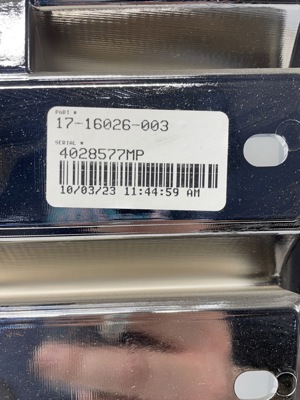 PART #
17-16026-003
SERIAL #
4028577MP
10/03/23 11:44:59 AM